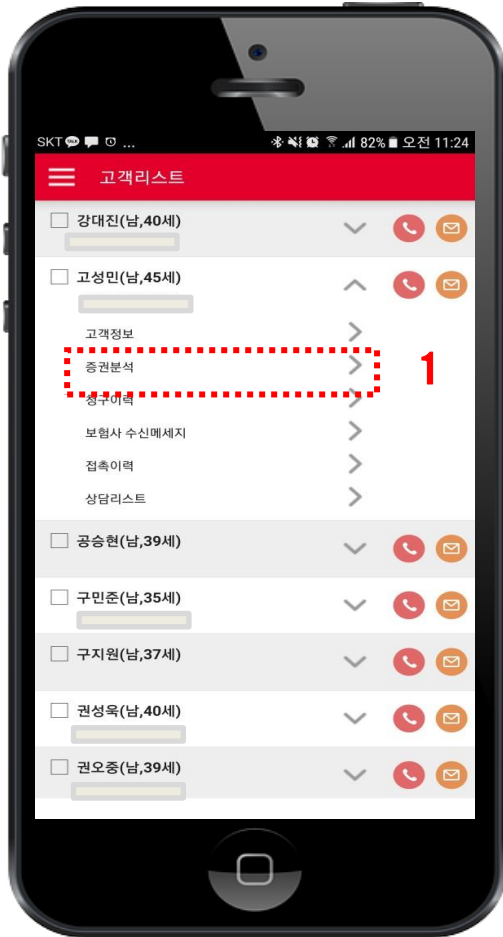 SKT ... 82% 오전 11:24
고객리스트
강대진(남,40세)
고성민(남,45세)
고객정보
증권분석
1
청구이력
보험사 수신메세지
접촉이력
상담리스트
공승현(남,39세)
구민준(남,35세)
구지원(남,37세)
권성욱(남,40세)
권오중(남,39세)